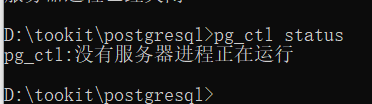 D:\tookit\postgresql>pg_ctl status
pg_ctl:没有服务器进程正在运行
D:\tookit\postgresql>